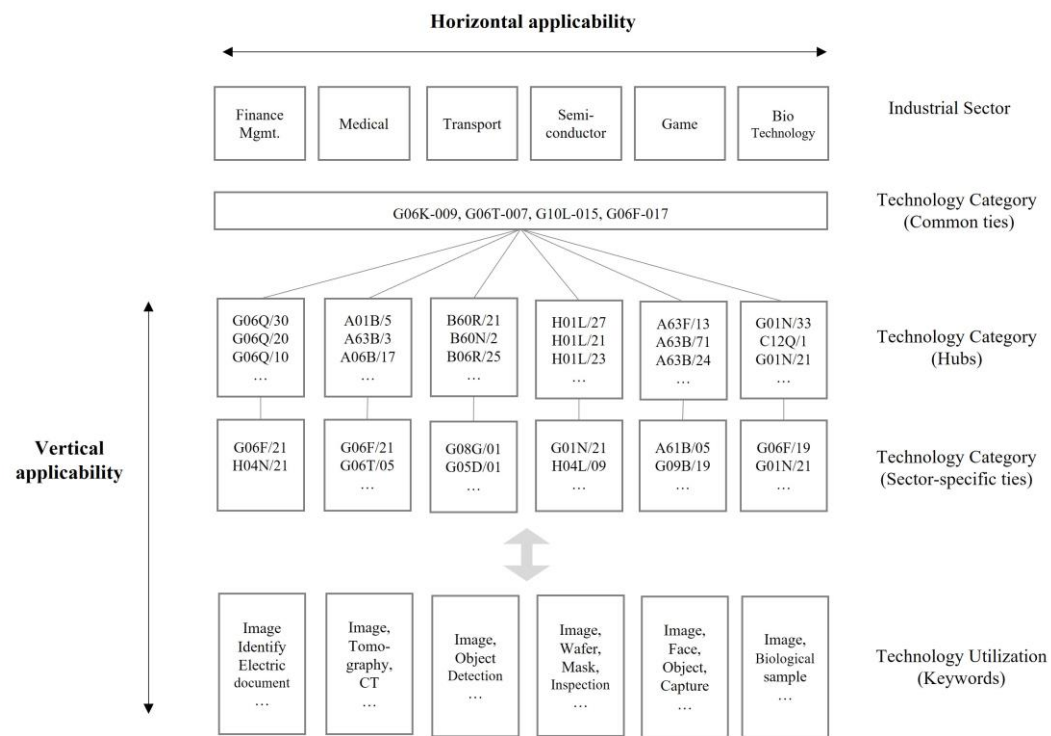 Horizontal applicability
Finance
Mgmt.
Medical
Transport
Semi-
conductor
Game
Bio
Technology
Industrial Sector
G06K-009, G06T-007, G10L-015, G06F-017
Technology Category
(Common ties)
Vertical
applicability
G06Q/30
G06Q/20
G06Q/10
…
A01B/5
A63B/3
A06B/17
…
B60R/21
B60N/2
B06R/25
…
H01L/27
H01L/21
H01L/23
…
A63F/13
A63B/71
A63B/24
…
G01N/33
C12Q/1
G01N/21
…
Technology Category
(Hubs)
G06F/21
H04N/21
G06F/21
G06T/05
…
G08G/01
G05D/01
…
G01N/21
H04L/09
…
A61B/05
G09B/19
…
G06F/19
G01N/21
…
Technology Category
(Sector-specific ties)
Image
Identify
Electric
document
…
Image,
Tomo-
graphy,
CT
…
Image,
Object
Detection
…
Image,
Wafer,
Mask,
Inspection
…
Image,
Face,
Object,
Capture
…
Image,
Biological
sample
…
Technology Utilization
(Keywords)